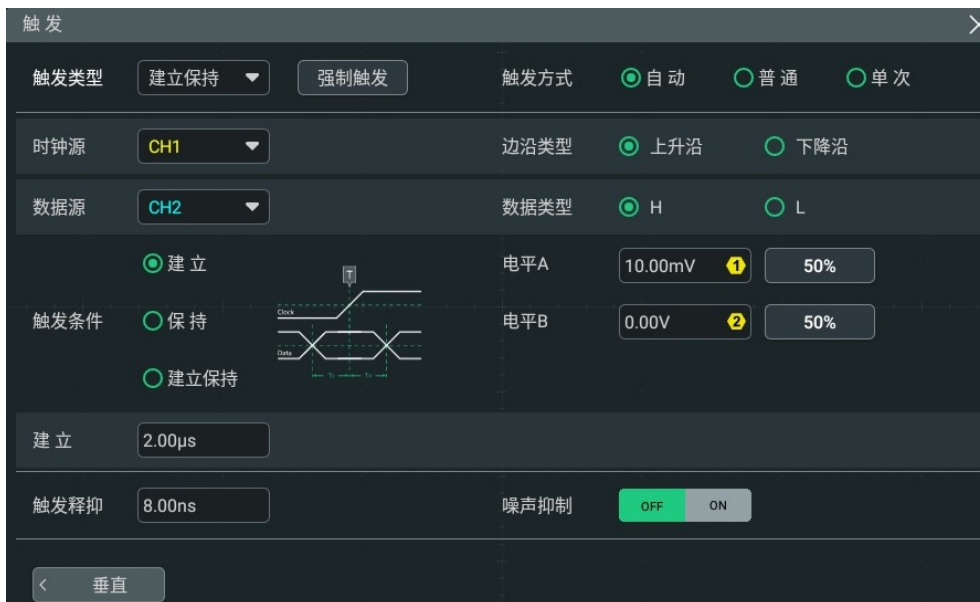 触 发
触发类型 建立保持 强制触发 触发方式 自 动 普 通 单 次
时钟源 CH1 边沿类型 上升沿 下降沿
数据源 CH2 数据类型 H L
建 立 电平A 10.00mV 1 50%
T
Clock
触发条件 保 持 电平B 0.00V 2 50%
Data
建立保持 Ts
建 立 2.00μs
触发释抑 8.00ns 噪声抑制 OFF ON
< 垂直